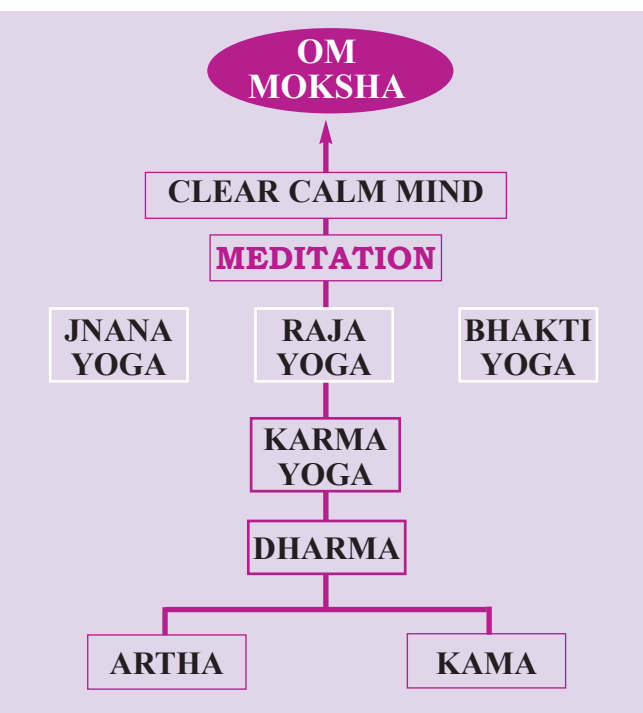 OM
MOKSHA
CLEAR CALM MIND
MEDITATION
JNANA
YOGA
RAJA
YOGA
BHAKTI
YOGA
KARMA
YOGA
DHARMA
ARTHA
KAMA